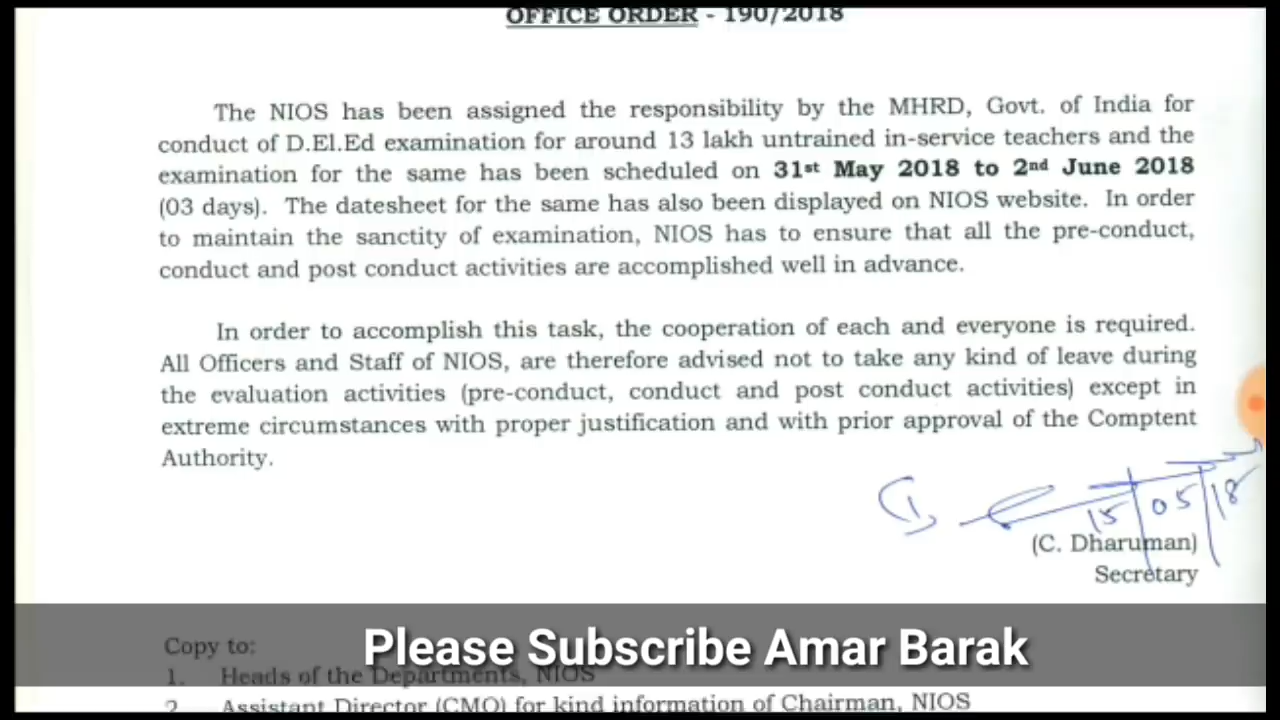 OFFICE ORDER - 190/2018
The NIOS has been assigned the responsibility by the MHRD, Govt. of India for
conduct of D.El.Ed examination for around 13 lakh untrained in-service teachers and the
examination for the same has been scheduled on 31st May 2018 to 2nd June 2018
(03 days). The datesheet for the same has also been displayed on NIOS website. In order
to maintain the sanctity of examination, NIOS has to ensure that all the pre-conduct,
conduct and post conduct activities are accomplished well in advance.
In order to accomplish this task, the cooperation of each and everyone is required.
All Officers and Staff of NIOS, are therefore advised not to take any kind of leave during
the evaluation activities (pre-conduct, conduct and post conduct activities) except in
extreme circumstances with proper justification and with prior approval of the Comptent
Authority.
15/05/18
(C. Dharuman)
Secretary
Copy to:
Please Subscribe Amar Barak
1. Heads of the Departments, NIOS
2. Assistant Director (CMO) for kind information of Chairman, NIOS